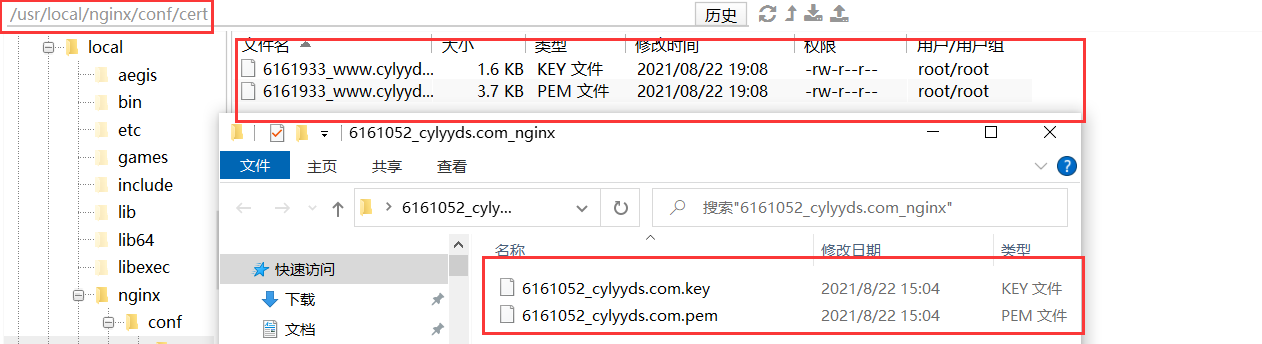 /usr/local/nginx/conf/cert
历史
local
aegis
bin
etc
games
include
lib
lib64
libexec
nginx
conf
文件名 大小 类型 修改时间 权限 用户/用户组
6161933_www.cylyyd... 1.6 KB KEY 文件 2021/08/22 19:08 -rw-r--r-- root/root
6161933_www.cylyyd... 3.7 KB PEM 文件 2021/08/22 19:08 -rw-r--r-- root/root
6161052_cylyyds.com_nginx
文件 主页 共享 查看
6161052_cyly... 搜索"6161052_cylyyds.com_nginx"
快速访问
下载
文档
名称 修改日期 类型
6161052_cylyyds.com.key 2021/8/22 15:04 KEY 文件
6161052_cylyyds.com.pem 2021/8/22 15:04 PEM 文件